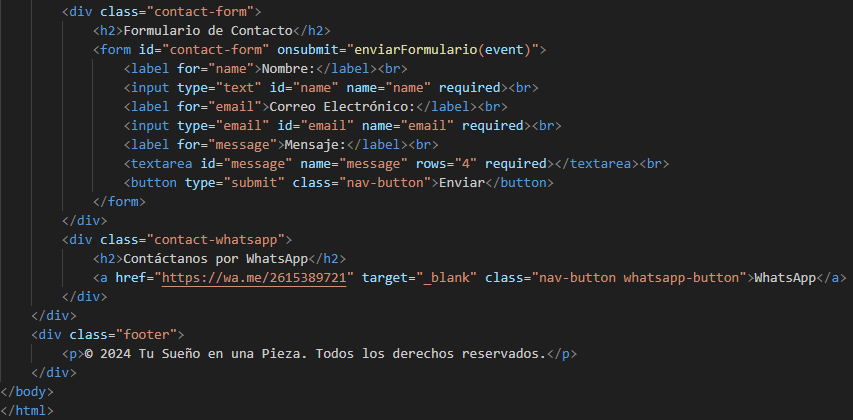 <div class="contact-form">
<h2>Formulario de Contacto</h2>
<form id="contact-form" onsubmit="enviarFormulario(event)">
<label for="name">Nombre:</label><br>
<input type="text" id="name" name="name" required><br>
<label for="email">Correo Electrónico:</label><br>
<input type="email" id="email" name="email" required><br>
<label for="message">Mensaje:</label><br>
<textarea id="message" name="message" rows="4" required></textarea><br>
<button type="submit" class="nav-button">Enviar</button>
</form>
</div>
<div class="contact-whatsapp">
<h2>Contáctanos por WhatsApp</h2>
<a href="https://wa.me/2615389721" target="_blank" class="nav-button whatsapp-button">WhatsApp</a>
</div>
</div>
<div class="footer">
<p>© 2024 Tu Sueño en una Pieza. Todos los derechos reservados.</p>
</div>
</body>
</html>